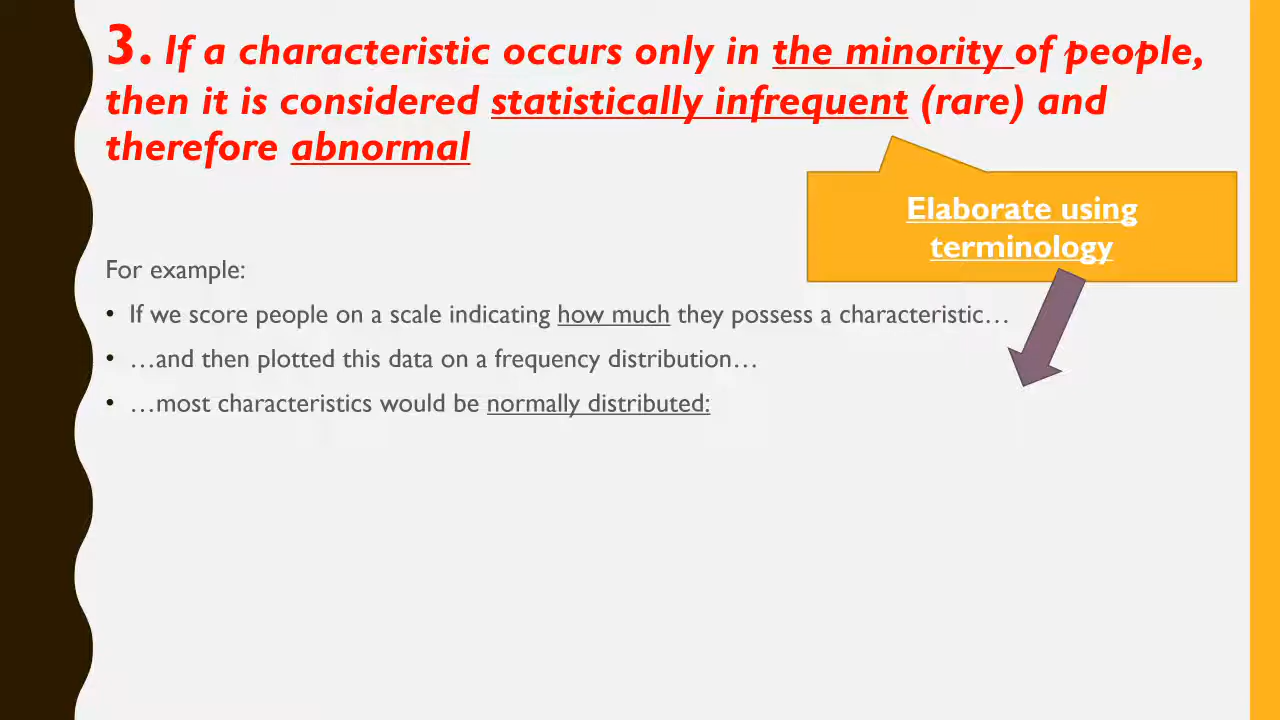 3. If a characteristic occurs only in the minority of people,
then it is considered statistically infrequent (rare) and
therefore abnormal
Elaborate using
terminology
For example:
• If we score people on a scale indicating how much they possess a characteristic…
• …and then plotted this data on a frequency distribution…
• …most characteristics would be normally distributed: